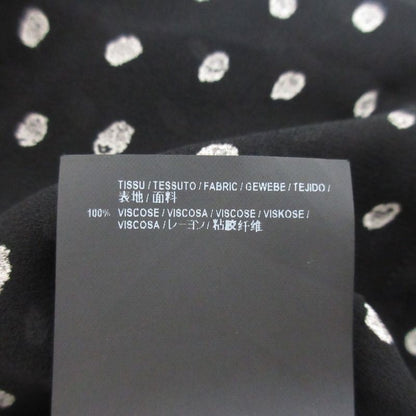 TISSU / TESSUTO / FABRIC / GEWEBE / TEJIDO /
表地 / 面料
100% VISCOSE / VISCOSA / VISCOSE / VISKOSE /
VISCOSA / レーヨン / 粘胶纤维